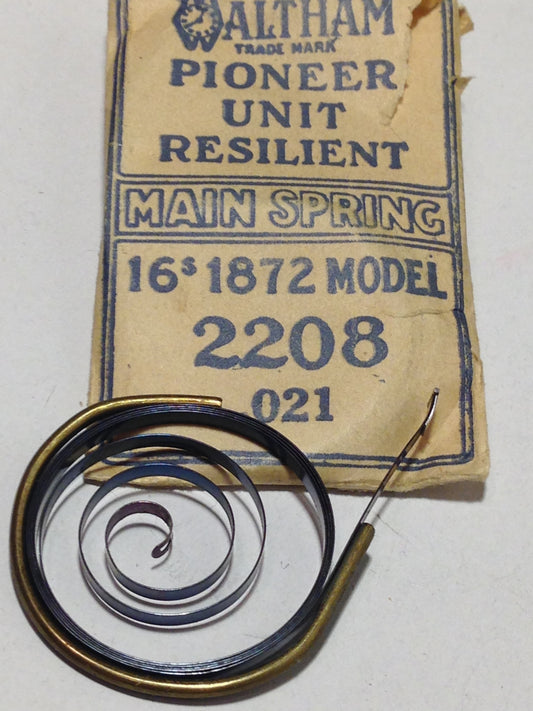 WALTHAM
TRADE MARK
PIONEER
UNIT
RESILIENT
MAIN SPRING
16s 1872 MODEL
2208
.021